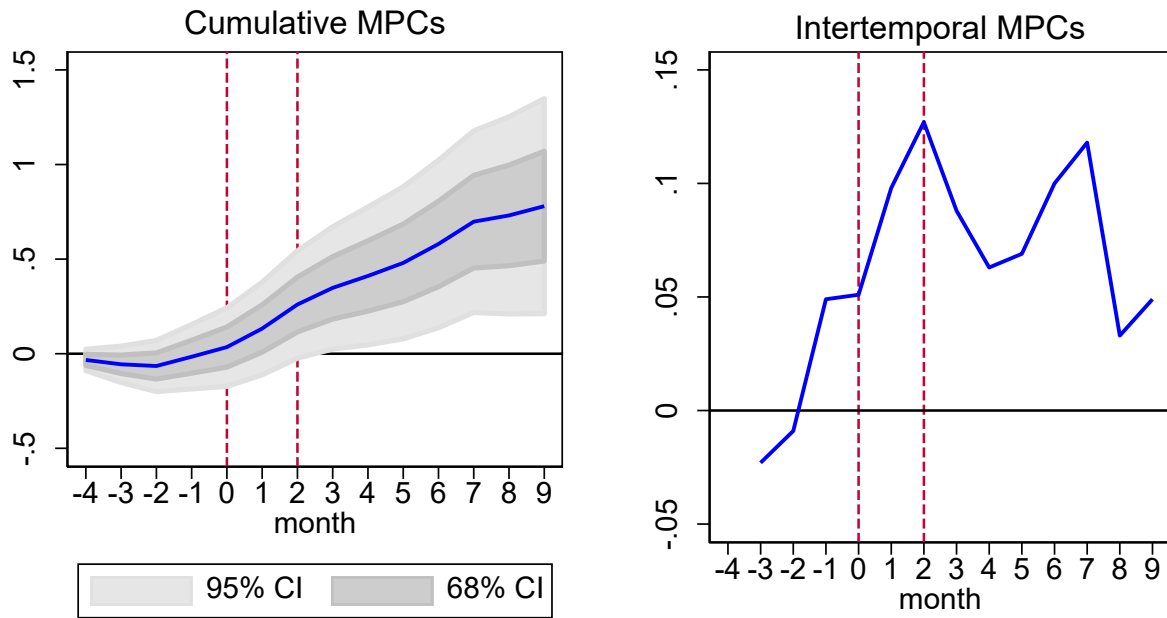 Cumulative MPCs
1.5
1
.5
0
-.5
-4 -3 -2 -1 0 1 2 3 4 5 6 7 8 9
month
95% CI 68% CI
Intertemporal MPCs
.15
.1
.05
0
-.05
-4 -3 -2 -1 0 1 2 3 4 5 6 7 8 9
month